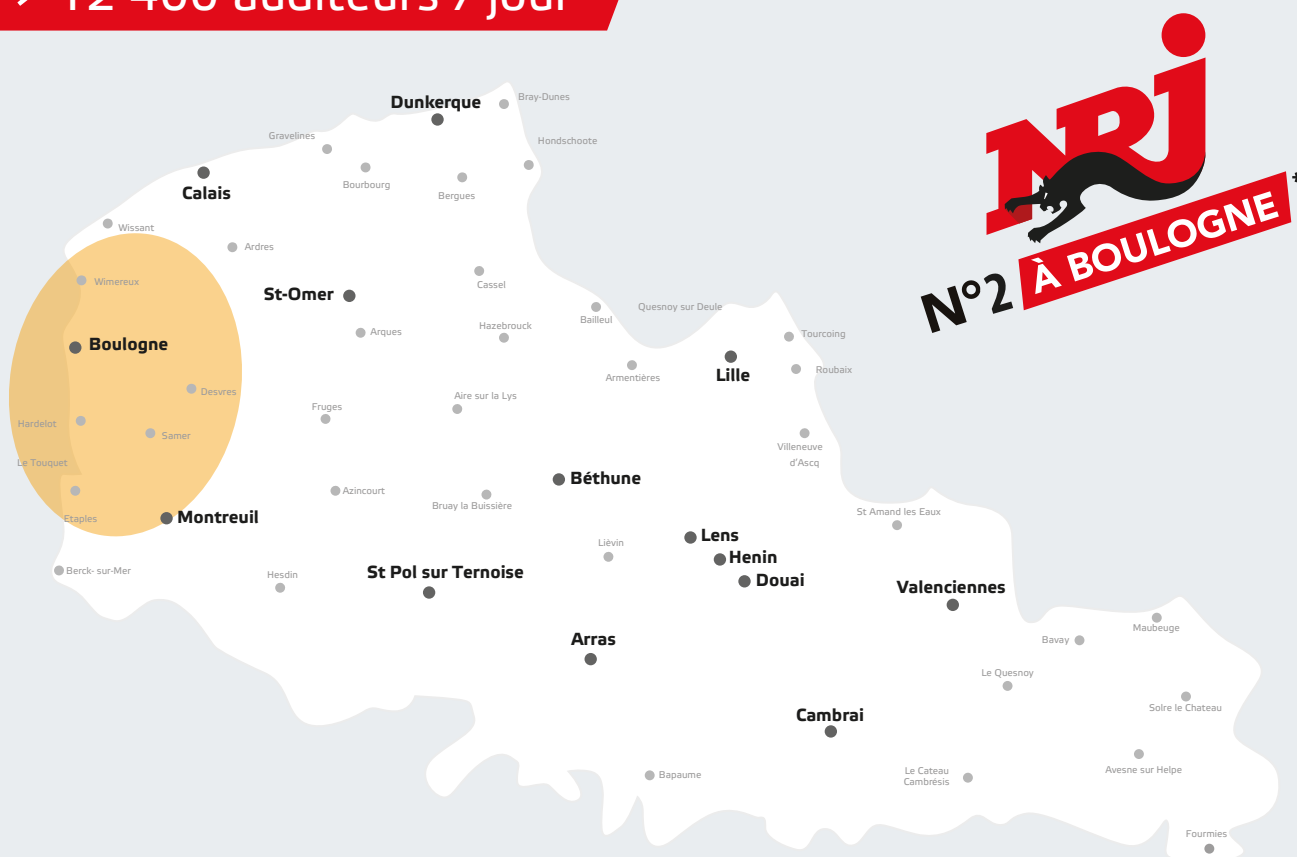 > 12 400 auditeurs / jour
NRJ
N°2 À BOULOGNE*
Dunkerque
Bray-Dunes
Gravelines
Hondschoote
Bourbourg
Bergues
Calais
Wissant
Ardres
Cassel
Wimereux
St-Omer
Bailleul
Quesnoy sur Deule
Arques
Hazebrouck
Tourcoing
Boulogne
Lille
Armentières
Roubaix
Desvres
Aire sur la Lys
Fruges
Hardelot
Samer
Villeneuve
d'Ascq
Le Touquet
Béthune
Azincourt
Bruay la Buissière
Etaples
Montreuil
St Amand les Eaux
Lens
Lièvin
Henin
Berck- sur-Mer
Hesdin
St Pol sur Ternoise
Douai
Valenciennes
Arras
Maubeuge
Bavay
Le Quesnoy
Solre le Chateau
Cambrai
Bapaume
Le Cateau
Cambrésis
Avesne sur Helpe
Fourmies